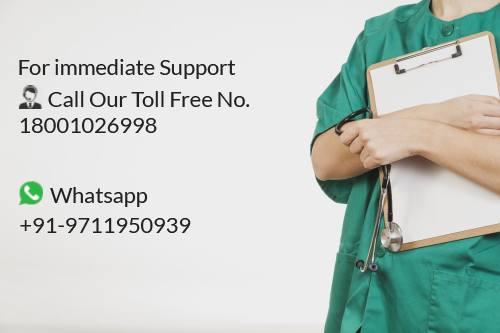 For immediate Support
Call Our Toll Free No.
18001026998
Whatsapp
+91-9711950939